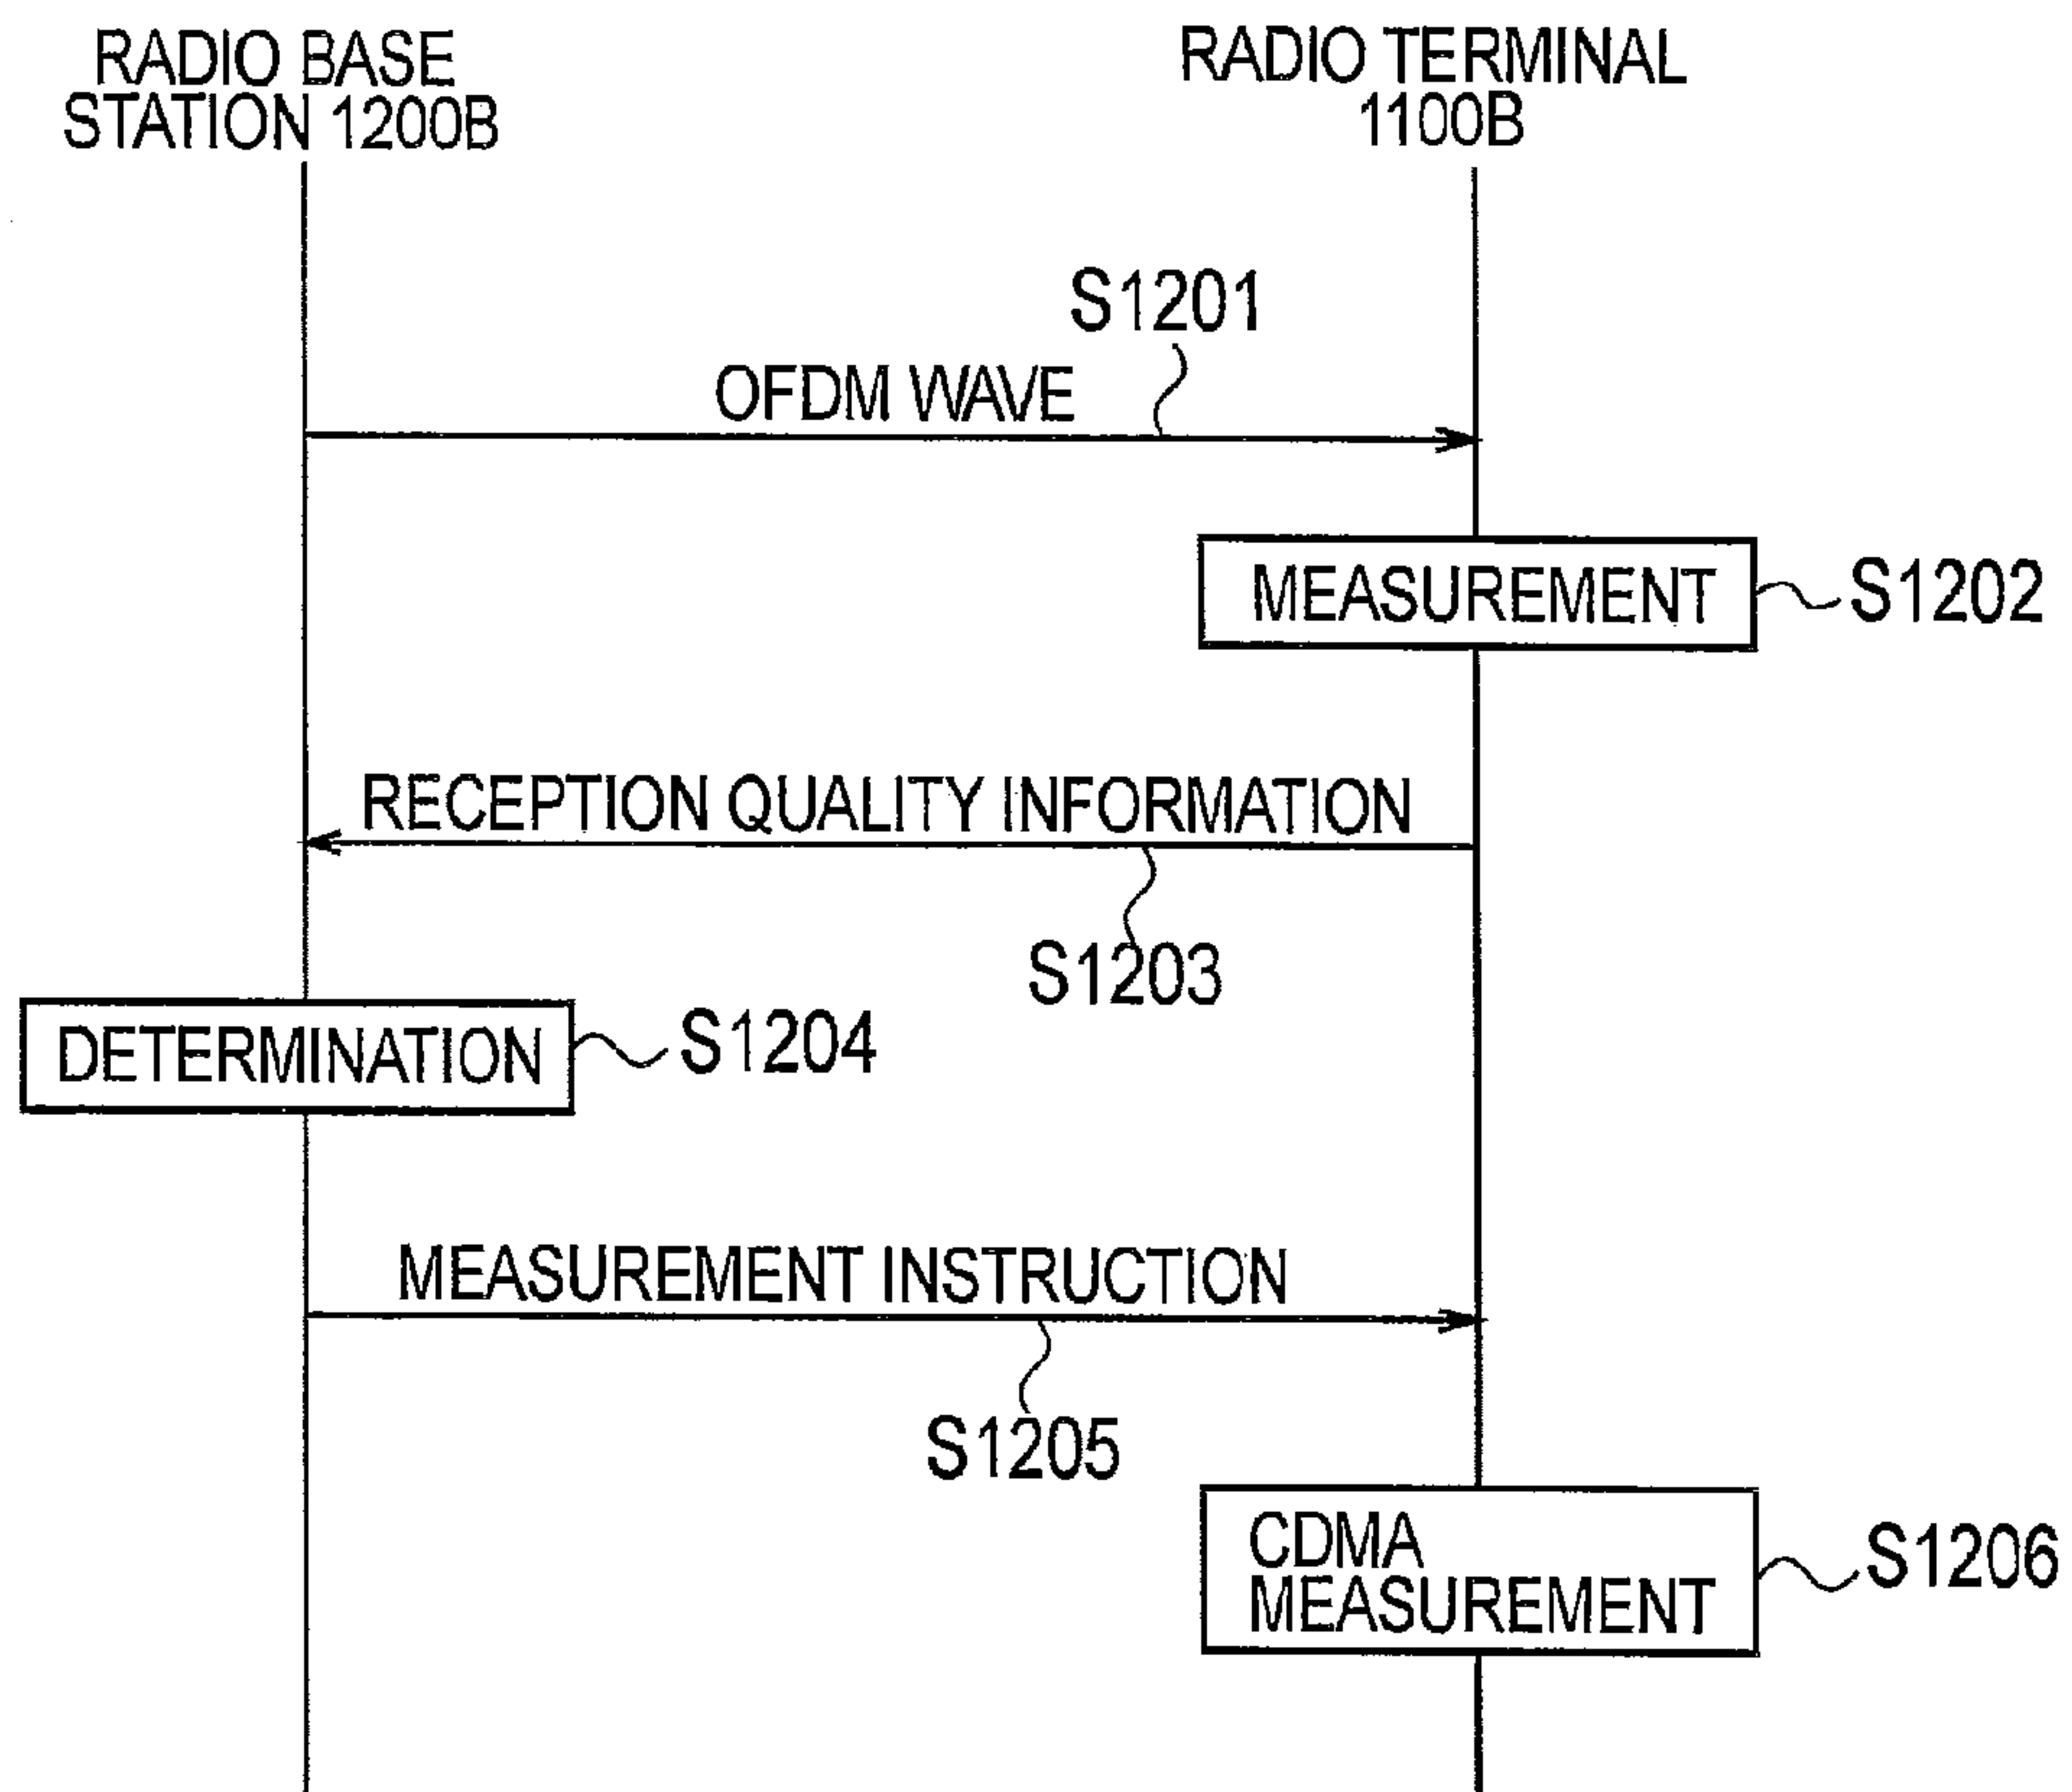 RADIO BASE
STATION 1200B
RADIO TERMINAL
1100B
S1201
OFDM WAVE
MEASUREMENT
S1202
RECEPTION QUALITY INFORMATION
S1203
DETERMINATION
S1204
MEASUREMENT INSTRUCTION
S1205
CDMA
MEASUREMENT
S1206